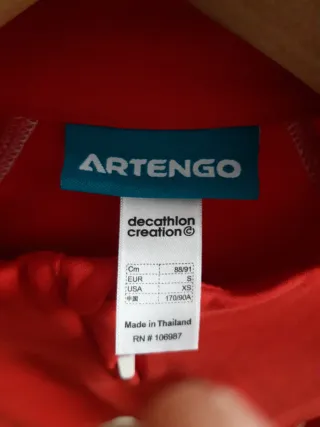 ARTENGO
decathlon
creation©
Cm 88/91
EUR S
USA XS
中国 170/90A
Made in Thailand
RN # 106987